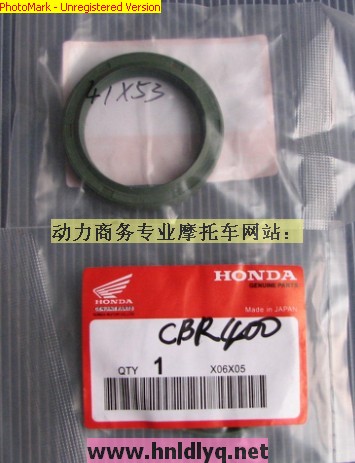 PhotoMark - Unregistered Version
41X53
动力商务专业摩托车网站:
HONDA
HONDA
GENUINE PARTS
Made in JAPAN
CBR400
QTY 1 X06X05
www.hnldlyq.net